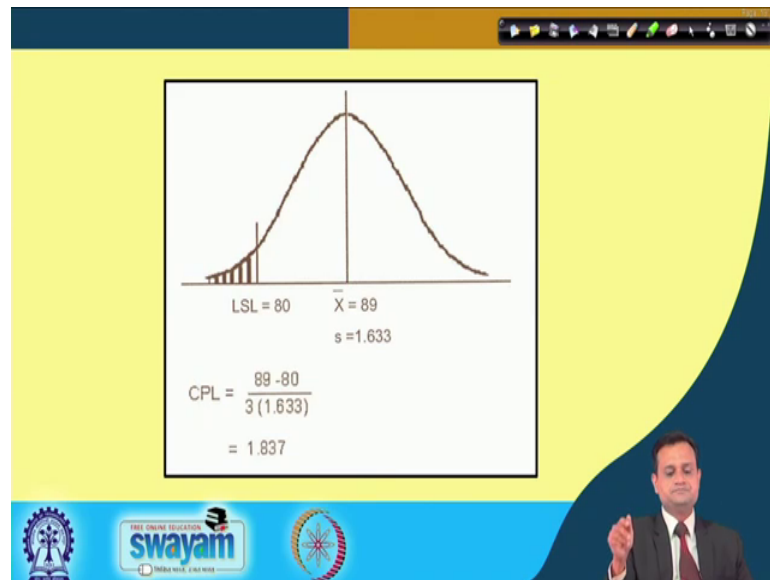 LSL = 80
X̅ = 89
s =1.633
CPL = 89 -80
3 (1.633)
= 1.837
FREE ONLINE EDUCATION
swayam